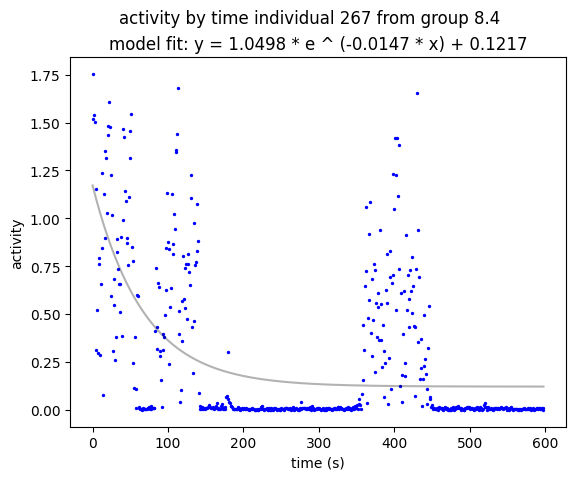 activity by time individual 267 from group 8.4
model fit: y = 1.0498 * e ^ (-0.0147 * x) + 0.1217
1.75
1.50
1.25
1.00
0.75
0.50
0.25
0.00
activity
0 100 200 300 400 500 600
time (s)